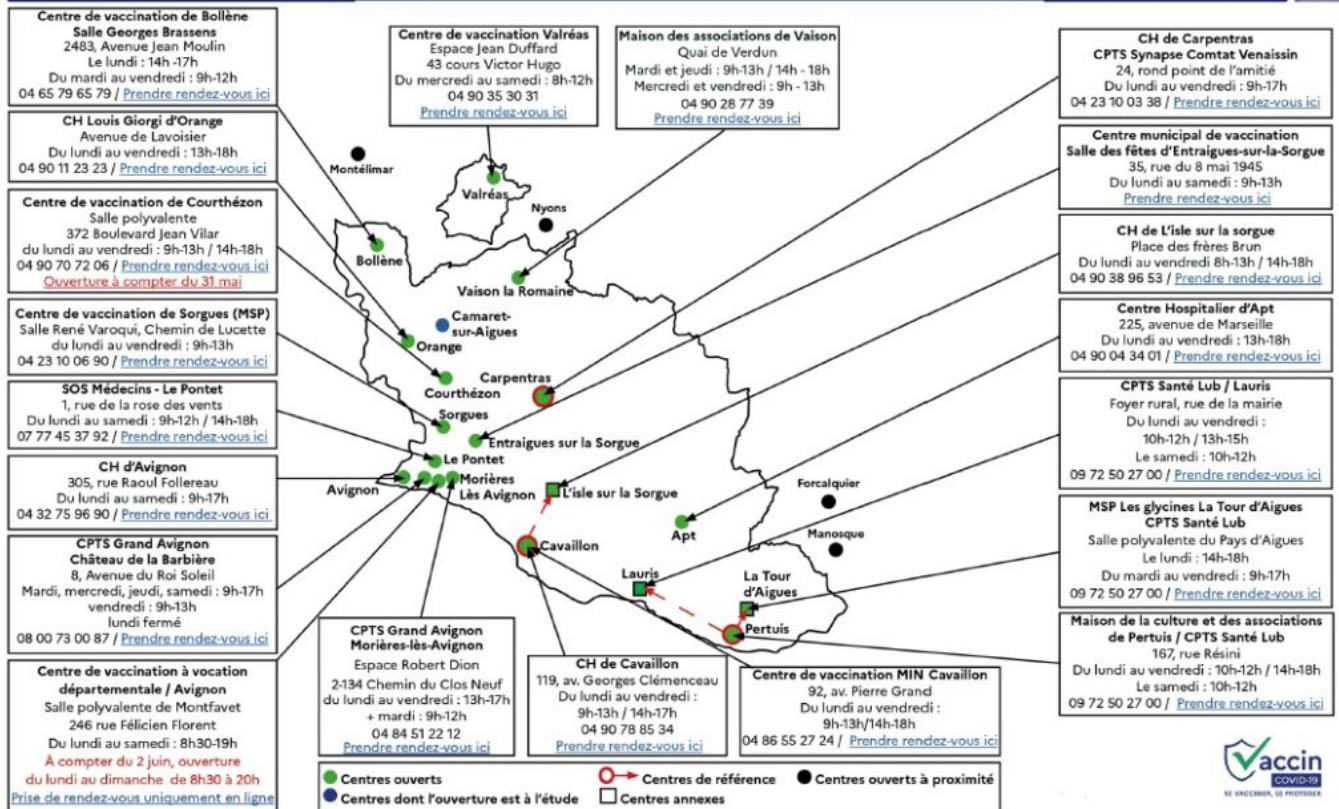 Centre de vaccination de Bollène
Salle Georges Brassens
2483, Avenue Jean Moulin
Le lundi : 14h -17h
Du mardi au vendredi : 9h-12h
04 65 79 65 79 / Prendre rendez-vous ici
CH Louis Giorgi d'Orange
Avenue de Lavoisier
Du lundi au vendredi : 13h-18h
04 90 11 23 23 / Prendre rendez-vous ici
Centre de vaccination de Courthézon
Salle polyvalente
372 Boulevard Jean Vilar
du lundi au vendredi : 9h-13h / 14h-18h
04 90 70 72 06 / Prendre rendez-vous ici
Ouverture à compter du 31 mai
Centre de vaccination de Sorgues (MSP)
Salle René Varoqui, Chemin de Lucette
du lundi au vendredi : 9h-13h
04 23 10 06 90 / Prendre rendez-vous ici
SOS Médecins - Le Pontet
1, rue de la rose des vents
Du lundi au samedi : 9h-12h / 14h-18h
07 77 45 37 92 / Prendre rendez-vous ici
CH d'Avignon
305, rue Raoul Follereau
Du lundi au samedi : 9h-17h
04 32 75 96 90 / Prendre rendez-vous ici
CPTS Grand Avignon
Château de la Barbière
8, Avenue du Roi Soleil
Mardi, mercredi, jeudi, samedi : 9h-17h
vendredi : 9h-13h
lundi fermé
08 00 73 00 87 / Prendre rendez-vous ici
Centre de vaccination à vocation
départementale / Avignon
Salle polyvalente de Montfavet
246 rue Félicien Florent
Du lundi au samedi : 8h30-19h
À compter du 2 juin, ouverture
du lundi au dimanche de 8h30 à 20h
Prise de rendez-vous uniquement en ligne
Centre de vaccination Valréas
Espace Jean Duffard
43 cours Victor Hugo
Du mercredi au samedi : 8h-12h
04 90 35 30 31
Prendre rendez-vous ici
Maison des associations de Vaison
Quai de Verdun
Mardi et jeudi : 9h-13h / 14h - 18h
Mercredi et vendredi : 9h - 13h
04 90 28 77 39
Prendre rendez-vous ici
Montélimar
Valréas
Nyons
Bollène
Vaison la Romaine
Camaret-
sur-Aigues
Orange
Carpentras
Courthézon
Sorgues
Entraigues sur la Sorgue
Le Pontet
Avignon
Morières
Lès Avignon
L'isle sur la Sorgue
Forcalquier
Apt
Manosque
Cavaillon
Lauris
La Tour
d'Aigues
Pertuis
CPTS Grand Avignon
Morières-lès-Avignon
Espace Robert Dion
2-134 Chemin du Clos Neuf
du lundi au vendredi : 13h-17h
+ mardi : 9h-12h
04 84 51 22 12
Prendre rendez-vous ici
CH de Cavaillon
119, av. Georges Clémenceau
Du lundi au vendredi :
9h-13h / 14h-17h
04 90 78 85 34
Prendre rendez-vous ici
Centre de vaccination MIN Cavaillon
92, av. Pierre Grand
Du lundi au vendredi :
9h-13h/14h-18h
04 86 55 27 24 / Prendre rendez-vous ici
CH de Carpentras
CPTS Synapse Comtat Venaissin
24, rond point de l'amitié
Du lundi au vendredi : 9h-17h
04 23 10 03 38 / Prendre rendez-vous ici
Centre municipal de vaccination
Salle des fêtes d'Entraigues-sur-la-Sorgue
35, rue du 8 mai 1945
Du lundi au samedi : 9h-13h
Prendre rendez-vous ici
CH de L'isle sur la sorgue
Place des frères Brun
Du lundi au vendredi 8h-13h / 14h-18h
04 90 38 96 53 / Prendre rendez-vous ici
Centre Hospitalier d'Apt
225, avenue de Marseille
Du lundi au vendredi : 13h-18h
04 90 04 34 01 / Prendre rendez-vous ici
CPTS Santé Lub / Lauris
Foyer rural, rue de la mairie
Du lundi au vendredi :
10h-12h / 13h-15h
Le samedi : 10h-12h
09 72 50 27 00 / Prendre rendez-vous ici
MSP Les glycines La Tour d'Aigues
CPTS Santé Lub
Salle polyvalente du Pays d'Aigues
Le lundi : 14h-18h
Du mardi au vendredi : 9h-17h
09 72 50 27 00 / Prendre rendez-vous ici
Maison de la culture et des associations
de Pertuis / CPTS Santé Lub
167, rue Résini
Du lundi au vendredi : 10h-12h / 14h-18h
Le samedi : 10h-12h
09 72 50 27 00 / Prendre rendez-vous ici
Centres ouverts
Centres de référence
Centres ouverts à proximité
Centres dont l'ouverture est à l'étude
Centres annexes
Vaccin
COVID-19
SE VACCINER, SE PROTÉGER